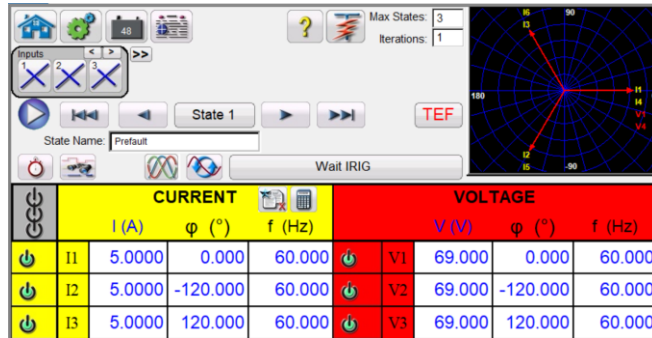 48
?
Max States: 3
Iterations: 1
Inputs
< >
>>
1 2 3
State 1
TEF
State Name: Prefault
Wait IRIG
I6 90
I3
180
I1
I4
V1
V4
I2
I5 -90
CURRENT VOLTAGE
I (A) φ (°) f (Hz) V (V) φ (°) f (Hz)
I1 5.0000 0.000 60.000 V1 69.000 0.000 60.000
I2 5.0000 -120.000 60.000 V2 69.000 -120.000 60.000
I3 5.0000 120.000 60.000 V3 69.000 120.000 60.000